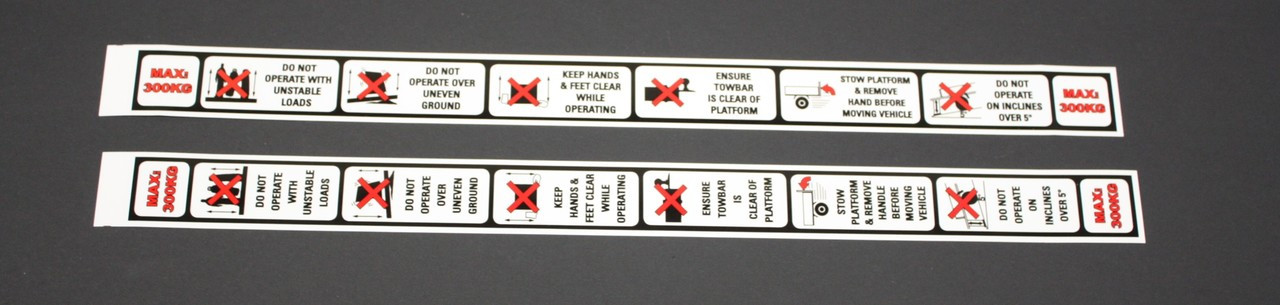 MAX:
300KG
DO NOT
OPERATE WITH
UNSTABLE
LOADS
DO NOT
OPERATE OVER
UNEVEN
GROUND
KEEP HANDS
& FEET CLEAR
WHILE
OPERATING
ENSURE
TOWBAR
IS CLEAR OF
PLATFORM
STOW PLATFORM
& REMOVE
HAND BEFORE
MOVING VEHICLE
DO NOT
OPERATE
ON INCLINES
OVER 5°
MAX:
300KG
MAX:
300KG
DO NOT
OPERATE
WITH
UNSTABLE
LOADS
DO NOT
OPERATE
OVER
UNEVEN
GROUND
KEEP
HANDS &
FEET CLEAR
WHILE
OPERATING
ENSURE
TOWBAR
IS
CLEAR OF
PLATFORM
STOW
PLATFORM
& REMOVE
HANDLE
BEFORE
MOVING
VEHICLE
DO NOT
OPERATE
ON
INCLINES
OVER 5°
MAX:
300KG